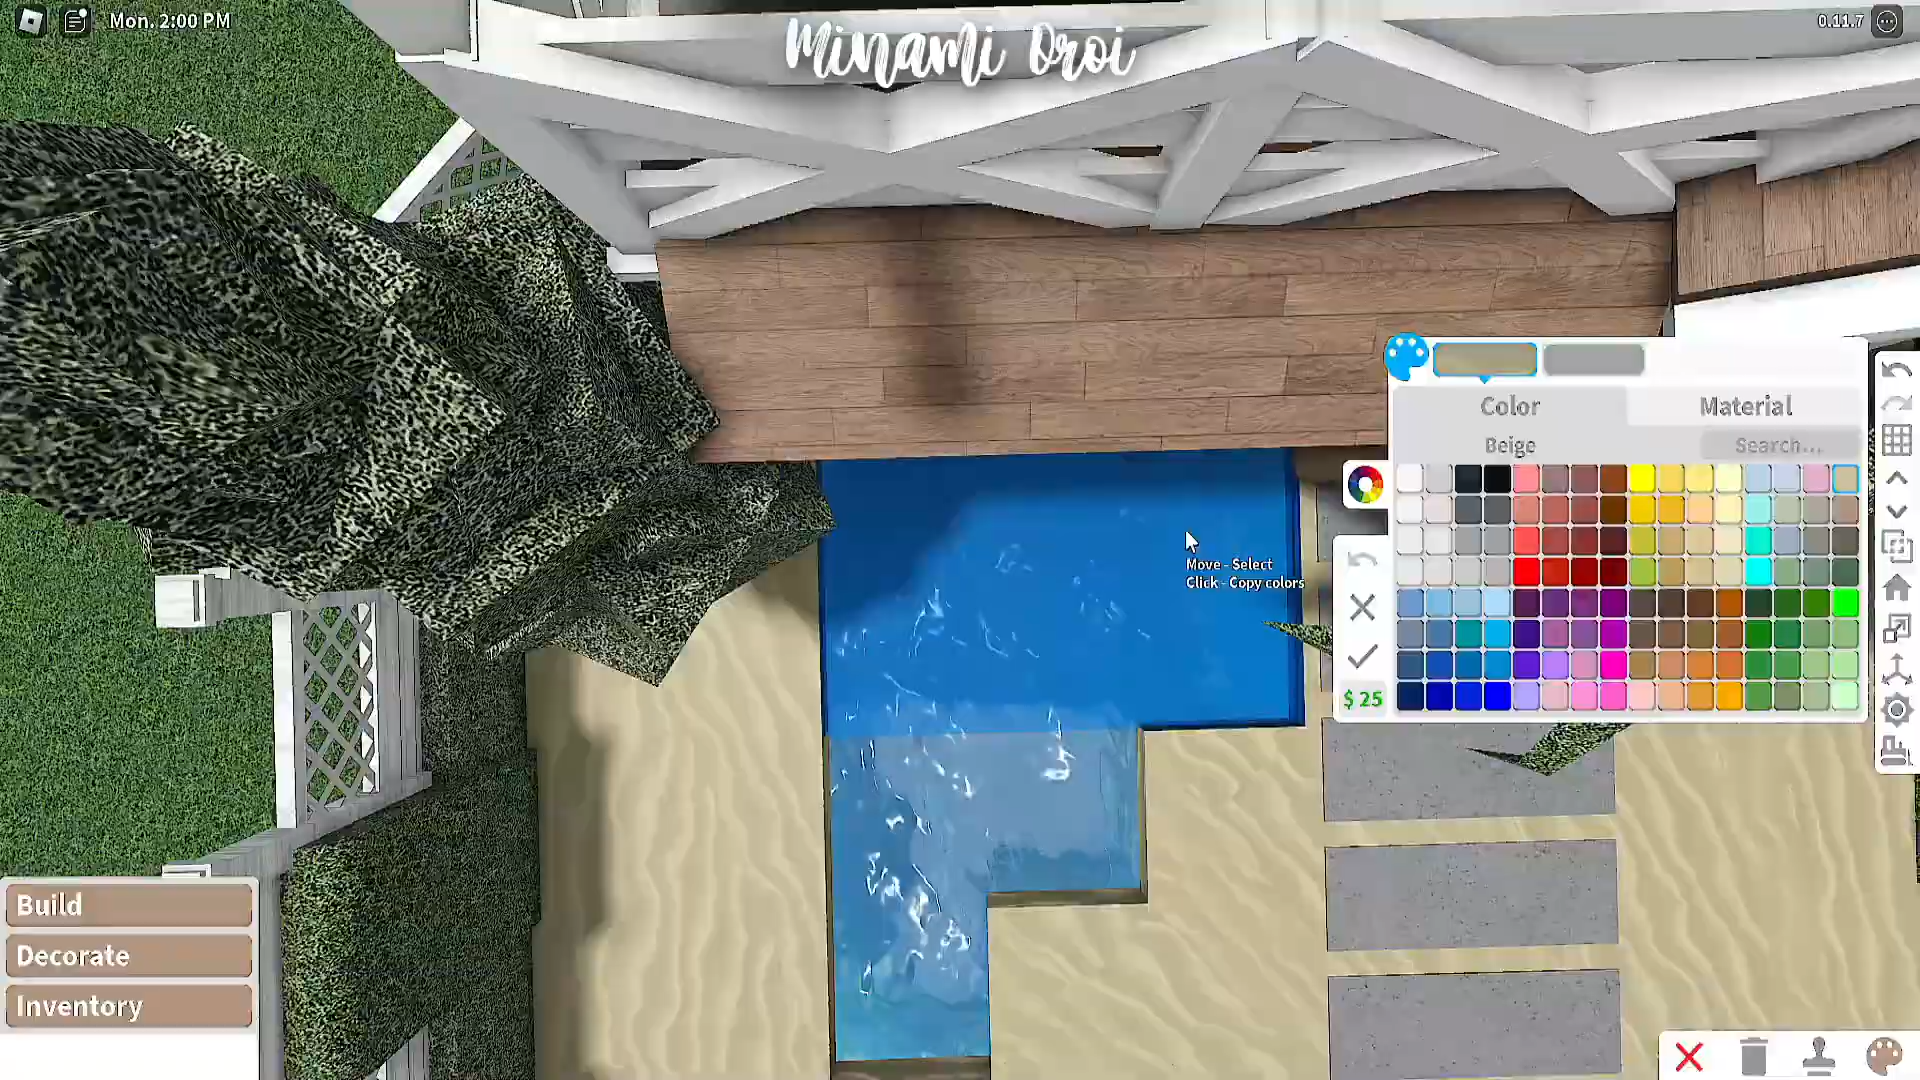 Mon. 2:00 PM
Minami Oroi
0.11.7
Color
Material
Beige
Search...
Move - Select
Click - Copy colors
$ 25
Build
Decorate
Inventory